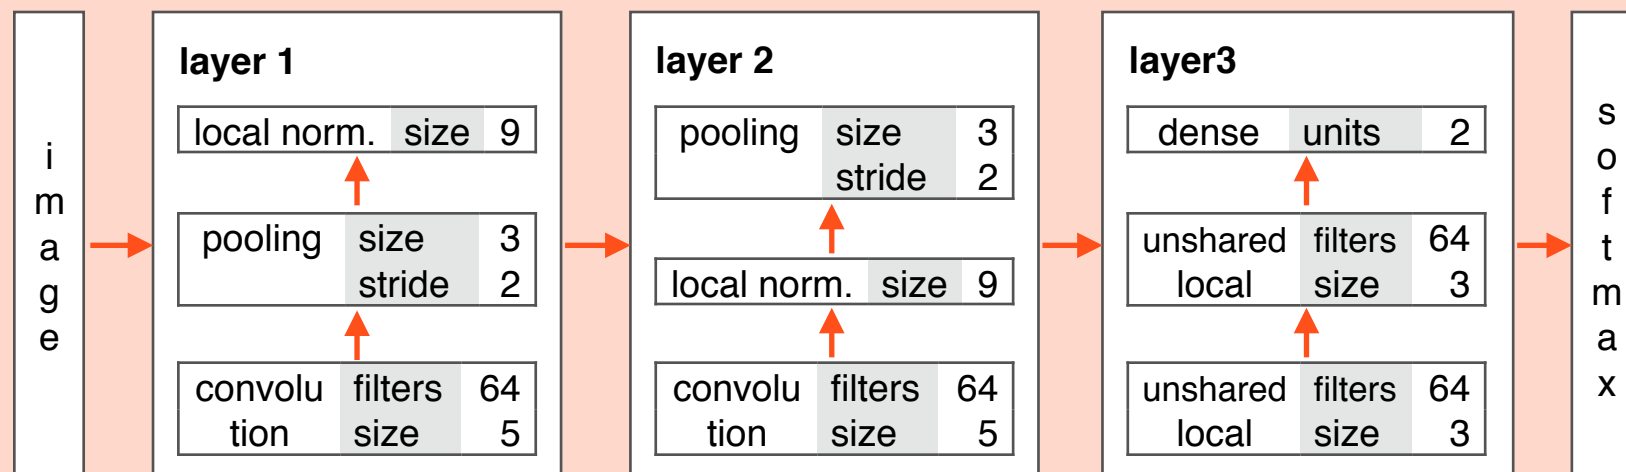 image
layer 1
local norm. size 9
pooling size 3
stride 2
convolu filters 64
tion size 5
layer 2
pooling size 3
stride 2
local norm. size 9
convolu filters 64
tion size 5
layer3
dense units 2
unshared filters 64
local size 3
unshared filters 64
local size 3
softmax